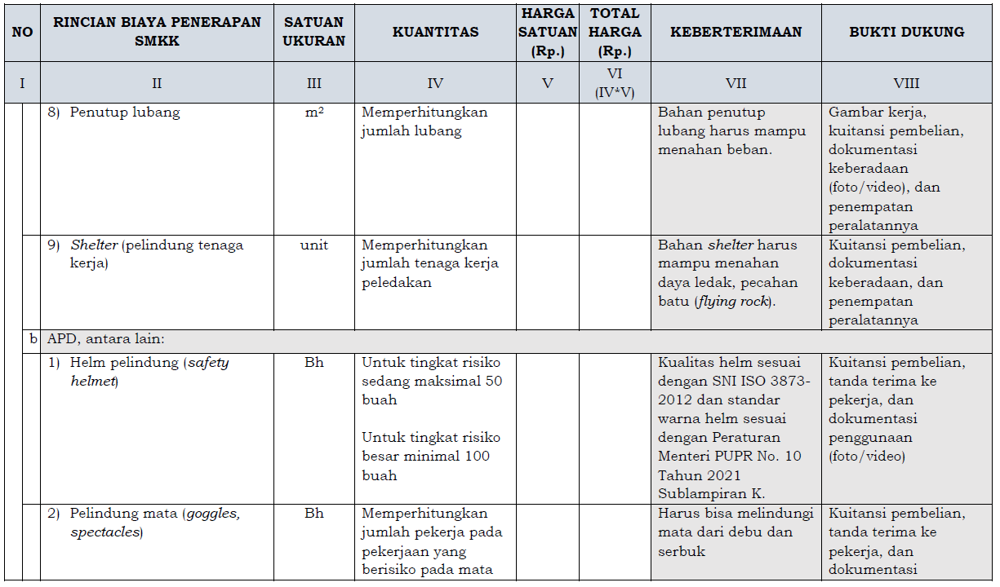 NO
RINCIAN BIAYA PENERAPAN
SMKK
SATUAN
UKURAN
KUANTITAS
HARGA
SATUAN
(Rp.)
TOTAL
HARGA
(Rp.)
KEBERTERIMAAN
BUKTI DUKUNG
I
II
III
IV
V
VI
(IV*V)
VII
VIII
8) Penutup lubang
m²
Memperhitungkan
jumlah lubang
Bahan penutup
lubang harus mampu
menahan beban.
Gambar kerja,
kuitansi pembelian,
dokumentasi
keberadaan
(foto/video), dan
penempatan
peralatannya
9) Shelter (pelindung tenaga
kerja)
unit
Memperhitungkan
jumlah tenaga kerja
peledakan
Bahan shelter harus
mampu menahan
daya ledak, pecahan
batu (flying rock).
Kuitansi pembelian,
dokumentasi
keberadaan, dan
penempatan
peralatannya
b APD, antara lain:
1) Helm pelindung (safety
helmet)
Bh
Untuk tingkat risiko
sedang maksimal 50
buah
Untuk tingkat risiko
besar minimal 100
buah
Kualitas helm sesuai
dengan SNI ISO 3873-
2012 dan standar
warna helm sesuai
dengan Peraturan
Menteri PUPR No. 10
Tahun 2021
Sublampiran K.
Kuitansi pembelian,
tanda terima ke
pekerja, dan
dokumentasi
penggunaan
(foto/video)
2) Pelindung mata (goggles,
spectacles)
Bh
Memperhitungkan
jumlah pekerja pada
pekerjaan yang
berisiko pada mata
Harus bisa melindungi
mata dari debu dan
serbuk
Kuitansi pembelian,
tanda terima ke
pekerja, dan
dokumentasi